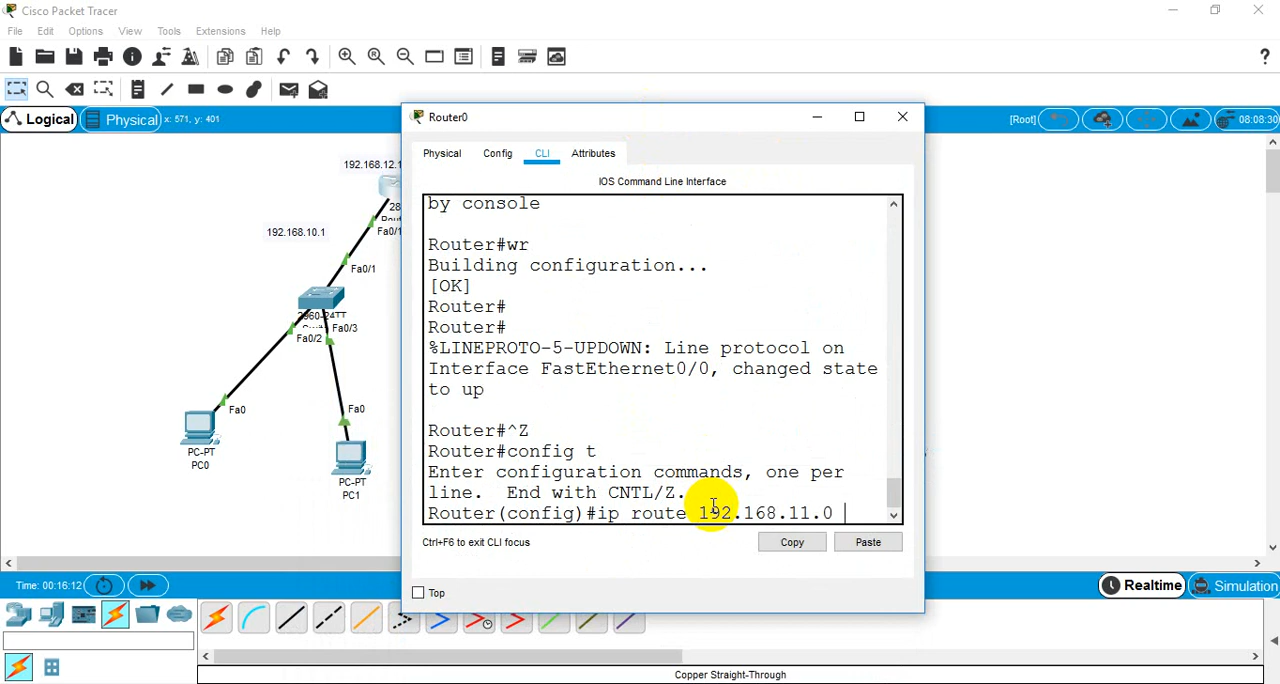 Cisco Packet Tracer
File Edit Options View Tools Extensions Help
?
Logical Physical x: 571, y: 401
[Root] 08:08:30
192.168.12.1
28
Fa0/1
192.168.10.1
Fa0/1
2960-24TT
Fa0/3
Fa0/2
Fa0
PC-PT
PC0
Fa0
PC-PT
PC1
Router0
Physical Config CLI Attributes
IOS Command Line Interface
by console
Router#wr
Building configuration...
[OK]
Router#
Router#
%LINEPROTO-5-UPDOWN: Line protocol on
Interface FastEthernet0/0, changed state
to up
Router#^Z
Router#config t
Enter configuration commands, one per
line. End with CNTL/Z.
Router(config)#ip route 192.168.11.0
Ctrl+F6 to exit CLI focus
Copy Paste
Top
Time: 00:16:12
Realtime Simulation
Copper Straight-Through